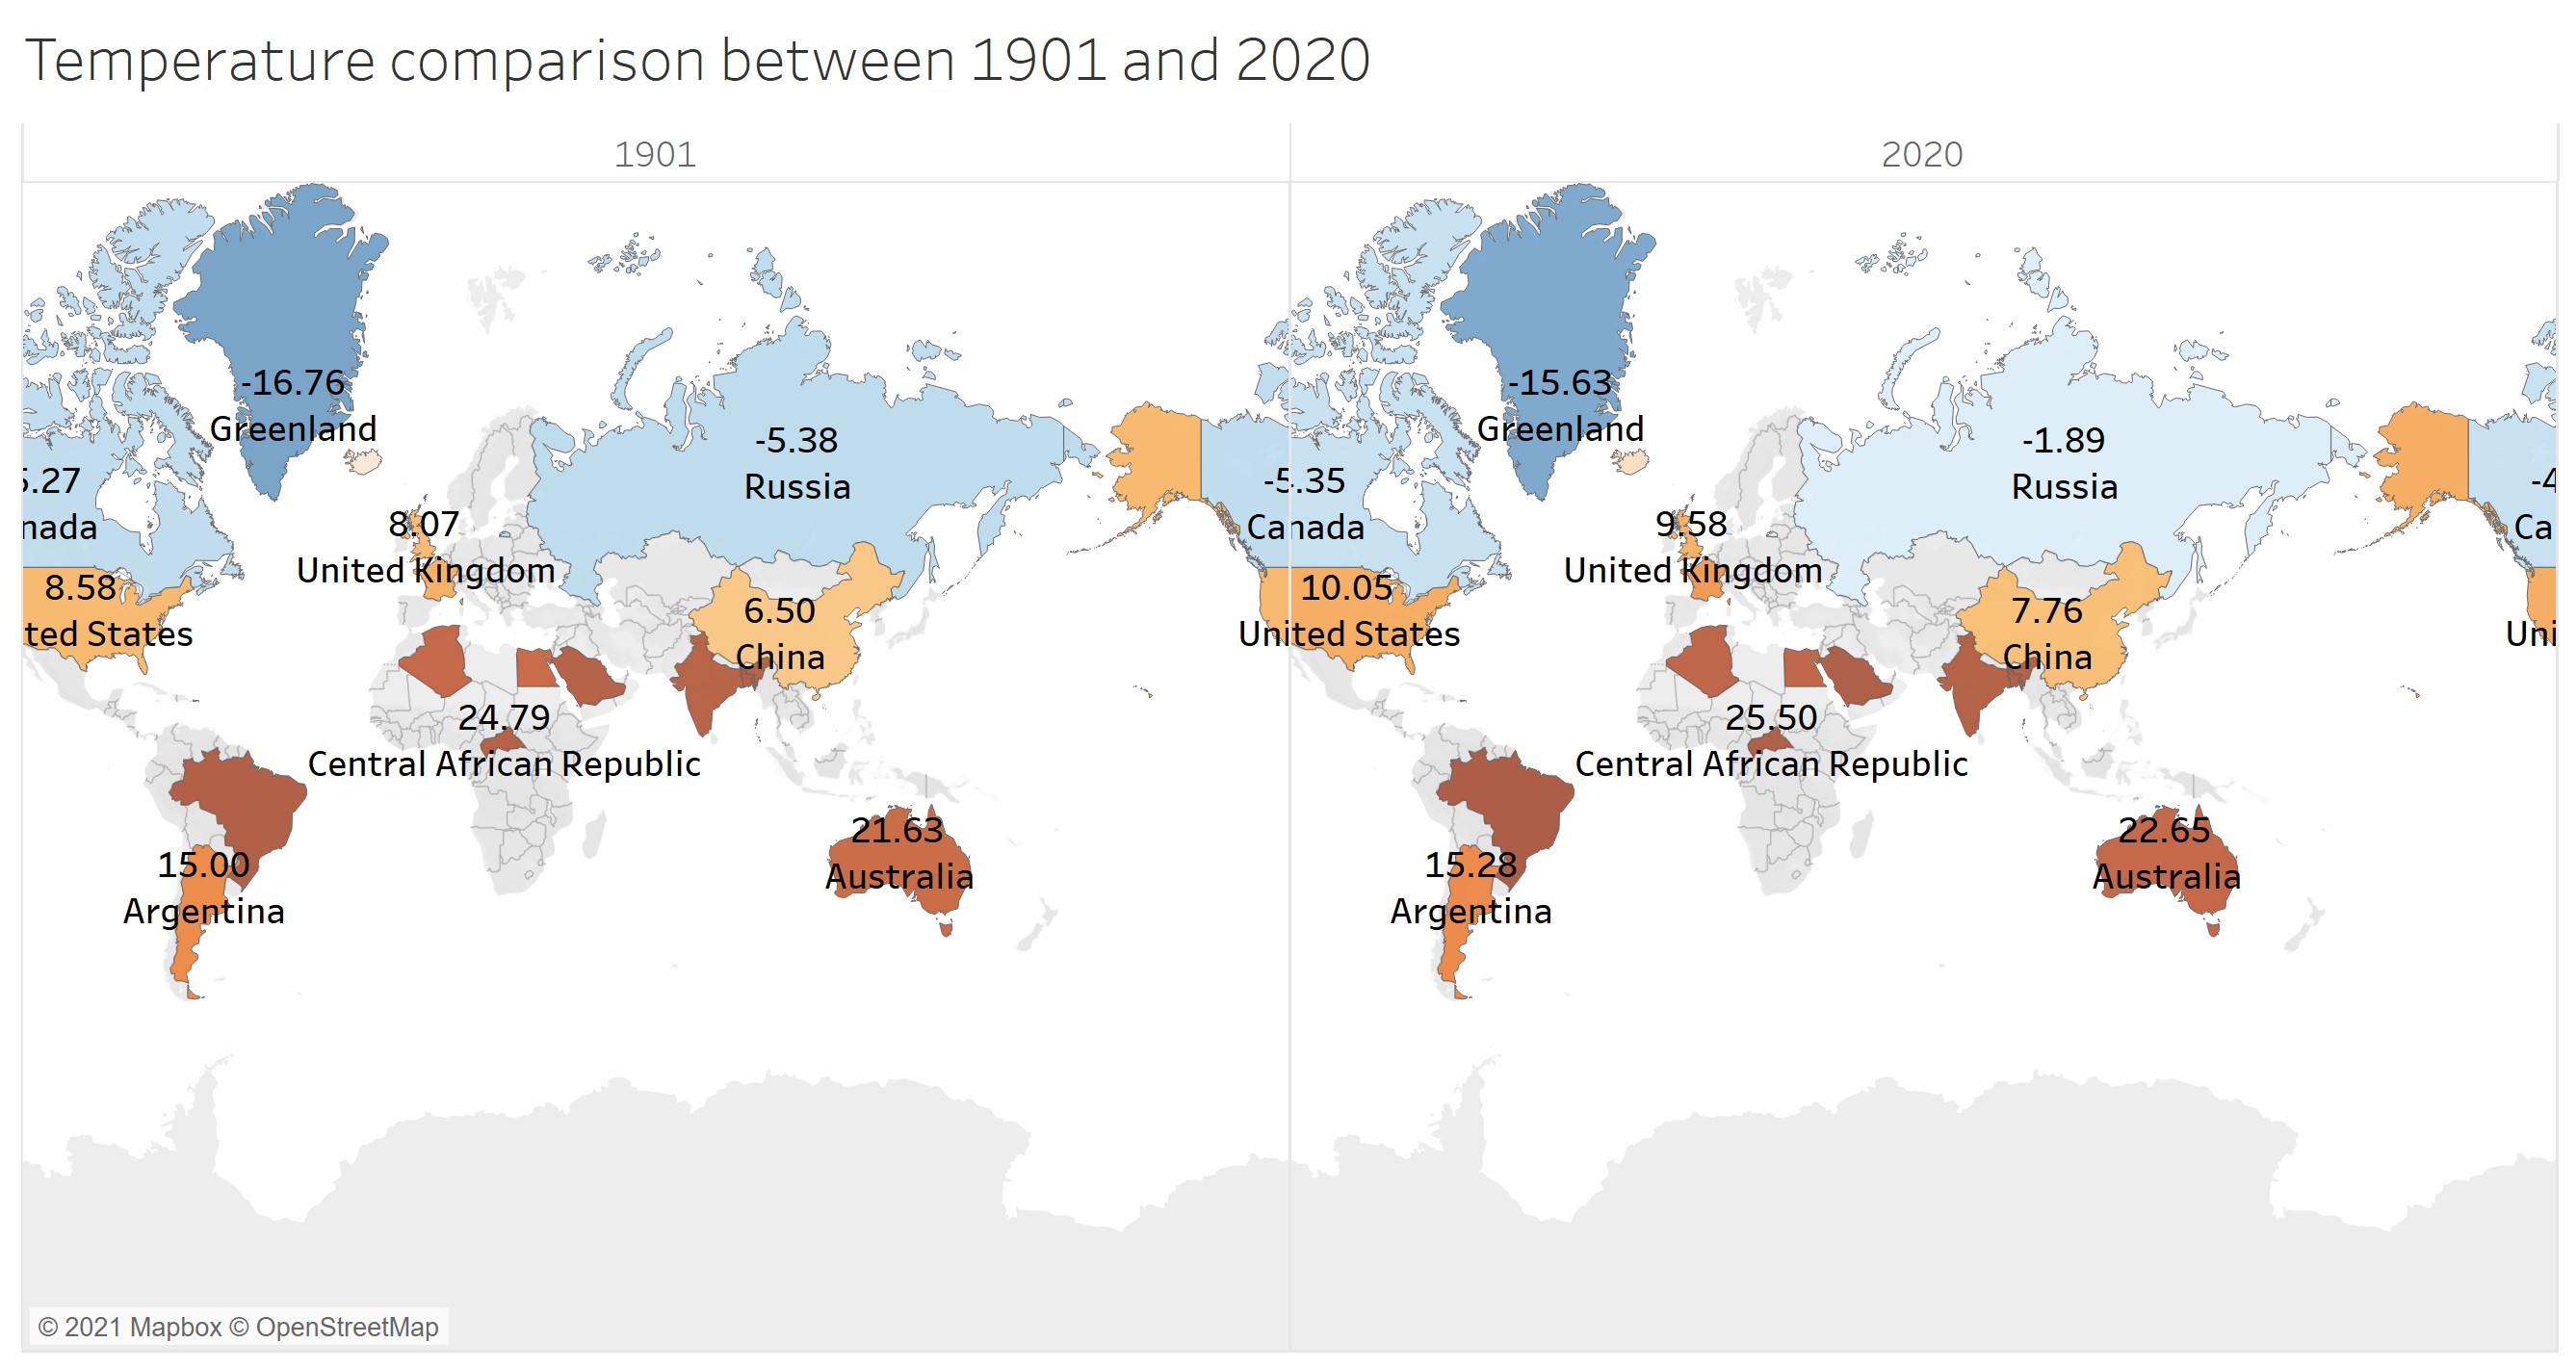 Temperature comparison between 1901 and 2020
1901
-16.76
Greenland
5.27
nada
-5.38
Russia
8.07
United Kingdom
8.58
ted States
6.50
China
24.79
Central African Republic
21.63
Australia
15.00
Argentina
2020
-15.63
Greenland
-5.35
Canada
-1.89
Russia
-4
Ca
9.58
United Kingdom
10.05
United States
7.76
China
Uni
25.50
Central African Republic
22.65
Australia
15.28
Argentina
© 2021 Mapbox © OpenStreetMap